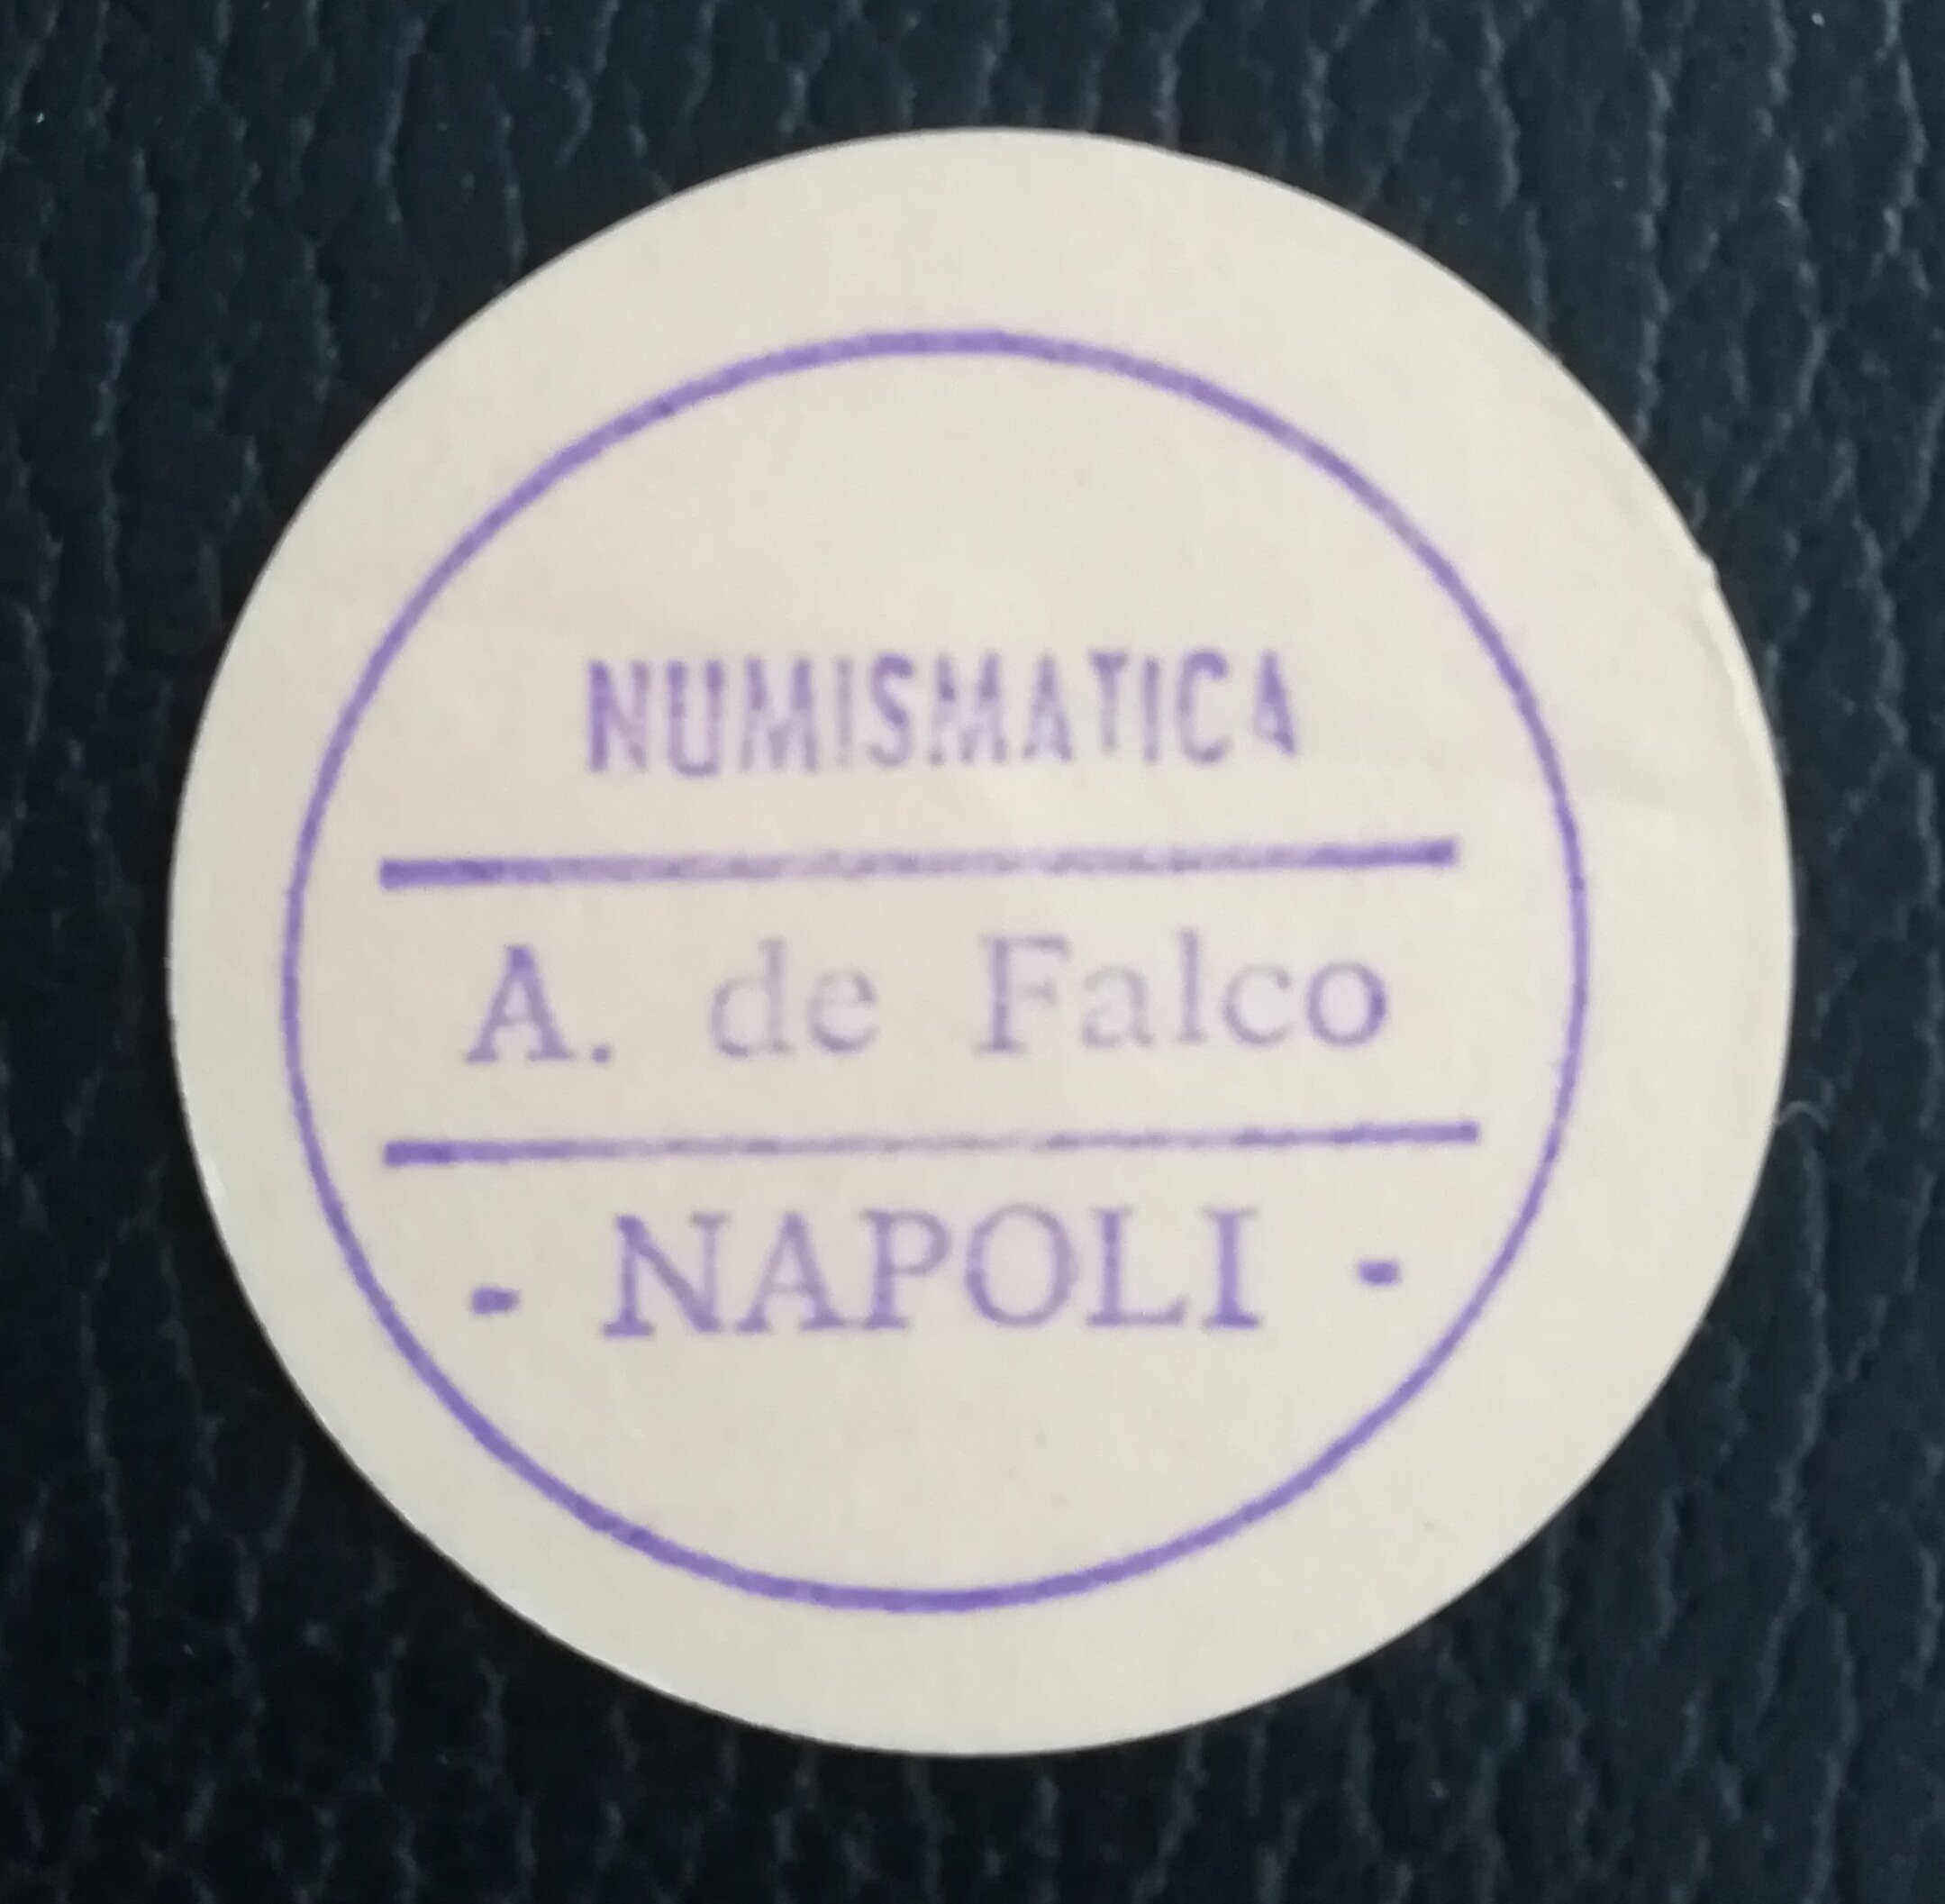 NUMISMATICA
A. de Falco
- NAPOLI -